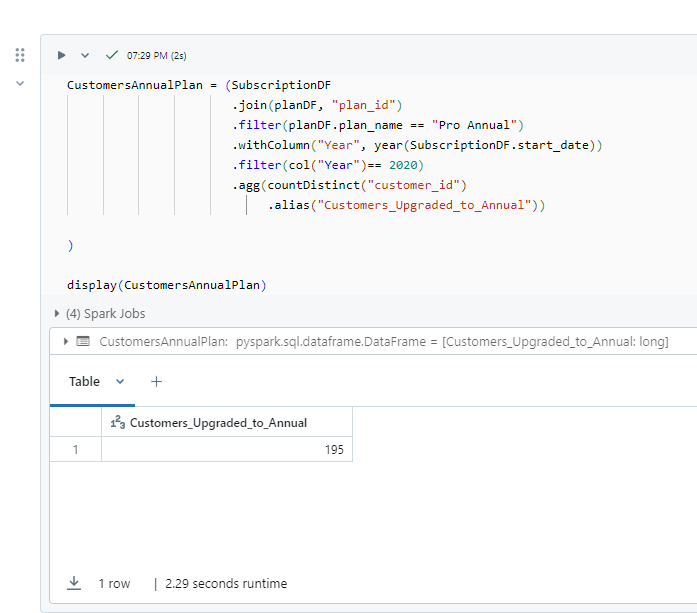 07:29 PM (2s)
CustomersAnnualPlan = (SubscriptionDF
.join(planDF, "plan_id")
.filter(planDF.plan_name == "Pro Annual")
.withColumn("Year", year(SubscriptionDF.start_date))
.filter(col("Year")== 2020)
.agg(countDistinct("customer_id")
.alias("Customers_Upgraded_to_Annual"))
)
display(CustomersAnnualPlan)
(4) Spark Jobs
CustomersAnnualPlan: pyspark.sql.dataframe.DataFrame = [Customers_Upgraded_to_Annual: long]
Table +
1²3 Customers_Upgraded_to_Annual
1 195
1 row | 2.29 seconds runtime